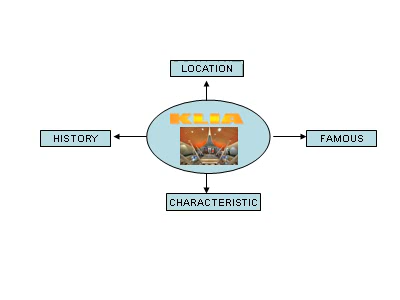 LOCATION
KLIA
HISTORY
FAMOUS
CHARACTERISTIC